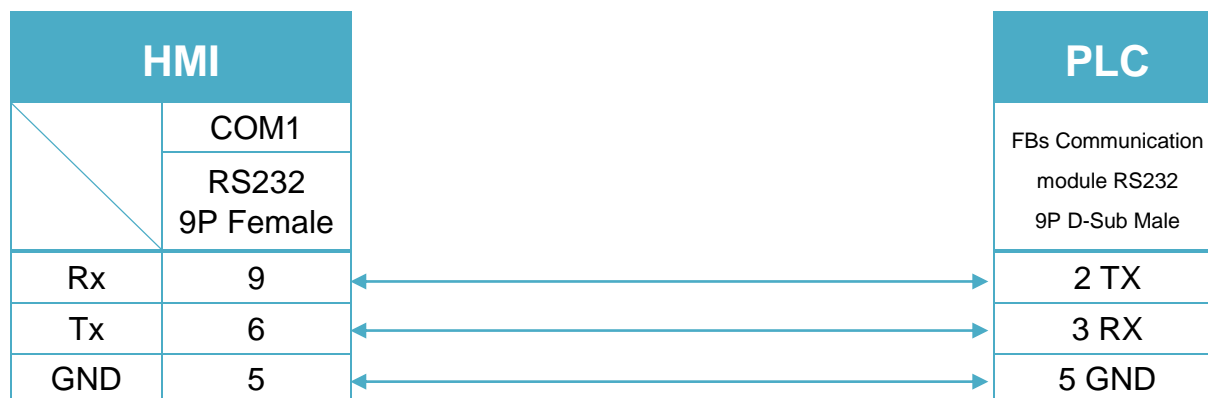 HMI
PLC
COM1
RS232
9P Female
FBs Communication
module RS232
9P D-Sub Male
Rx 9 2 TX
Tx 6 3 RX
GND 5 5 GND